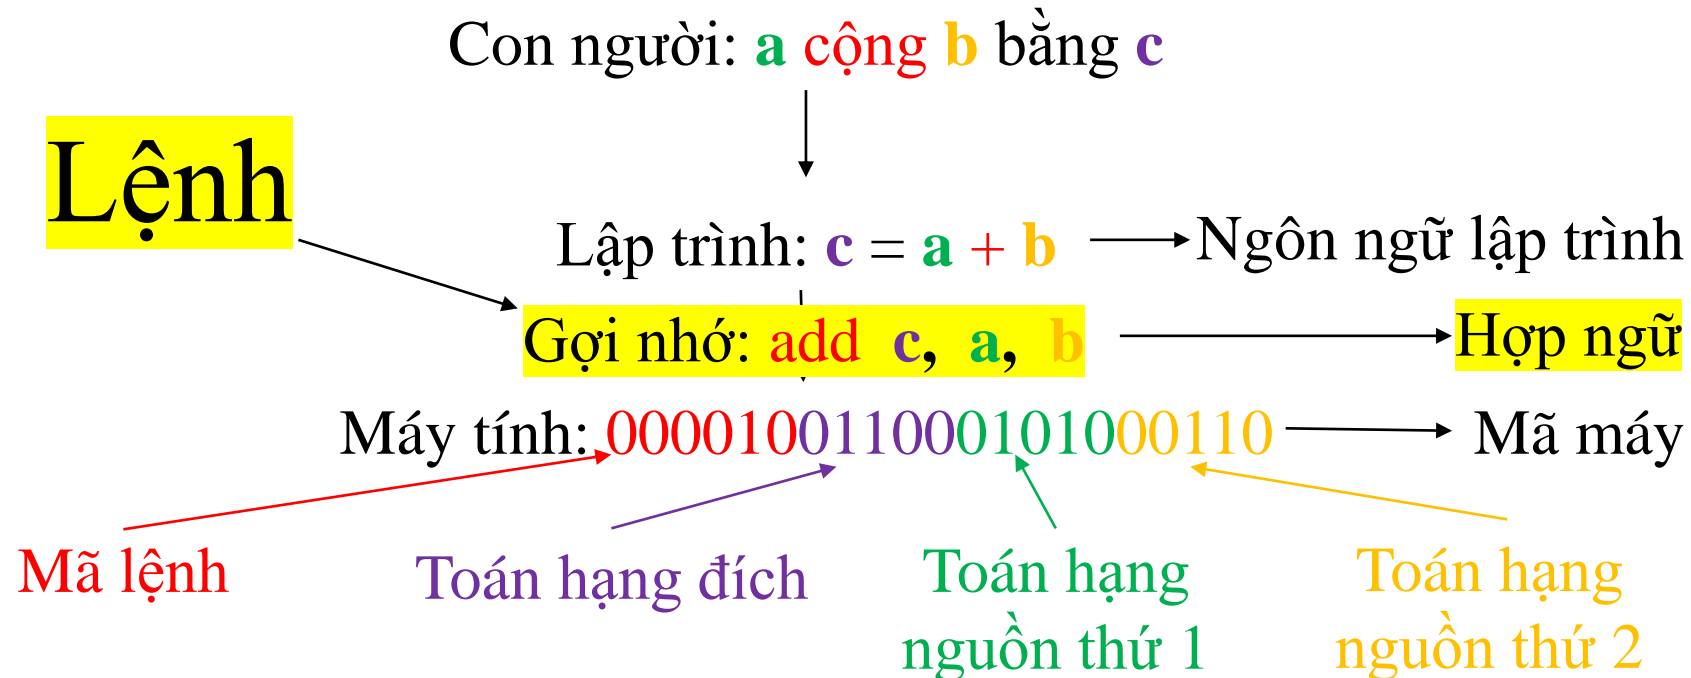 Con người: a cộng b bằng c
Lệnh
Lập trình: c = a + b
Ngôn ngữ lập trình
Gợi nhớ: add c, a, b
Hợp ngữ
Máy tính: 000010011000101000110
Mã máy
Mã lệnh
Toán hạng đích
Toán hạng
nguồn thứ 1
Toán hạng
nguồn thứ 2